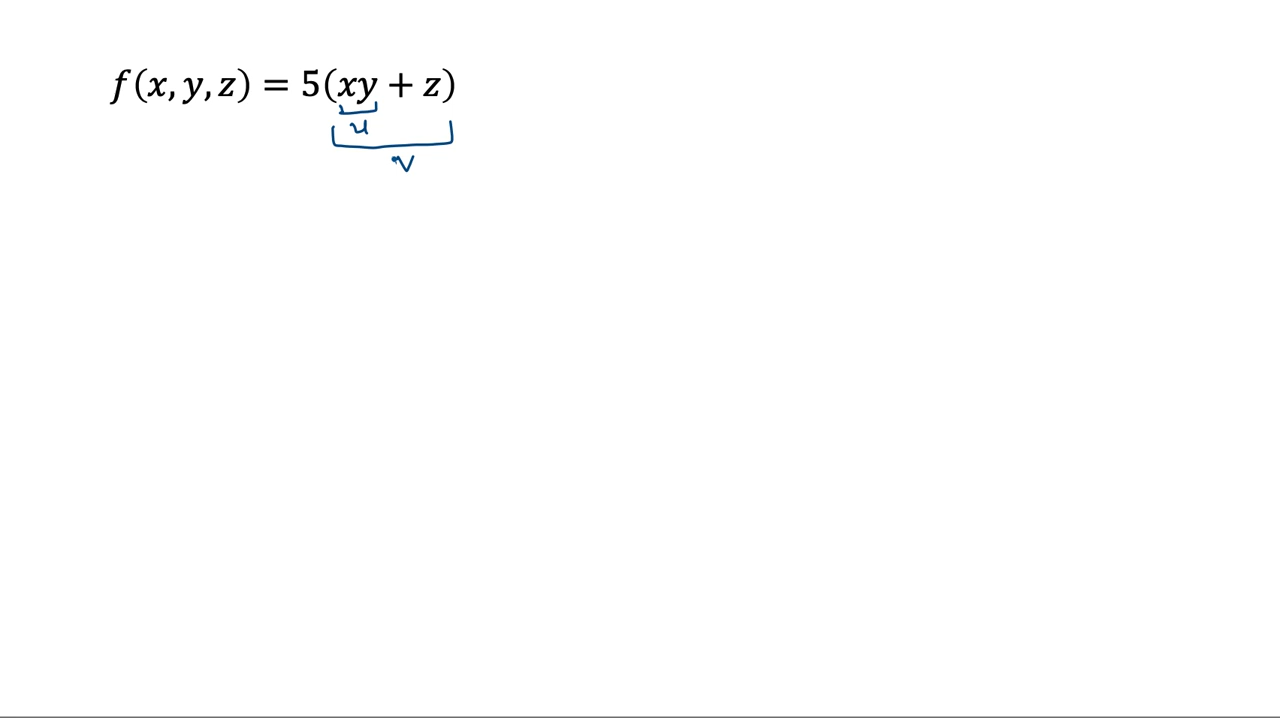 f(x, y, z) = 5(xy + z)
u
v